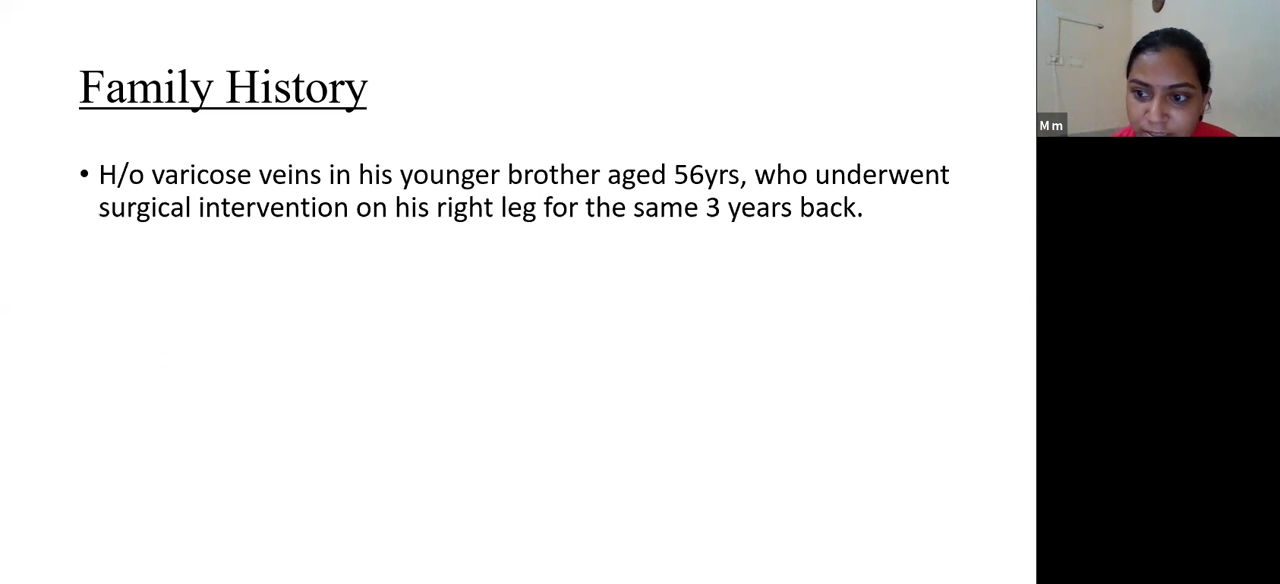 Family History
• H/o varicose veins in his younger brother aged 56yrs, who underwent
surgical intervention on his right leg for the same 3 years back.
M m